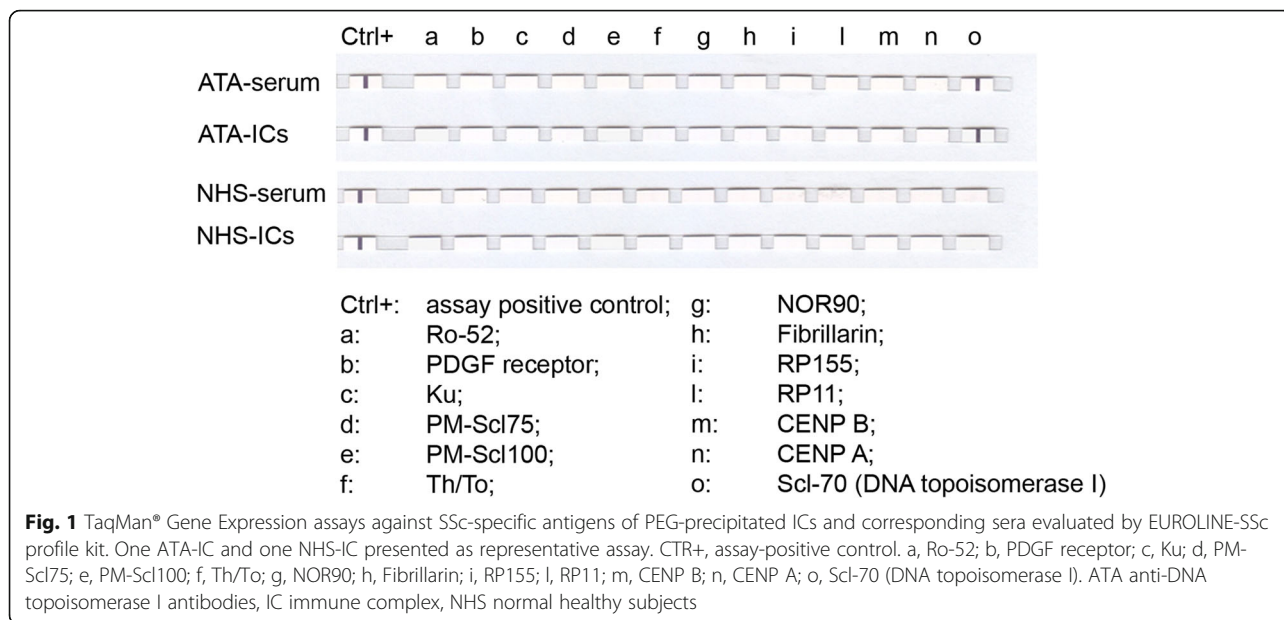 Ctrl+ a b c d e f g h i l m n o
ATA-serum
ATA-ICs
NHS-serum
NHS-ICs
Ctrl+: assay positive control; g: NOR90;
a: Ro-52; h: Fibrillarin;
b: PDGF receptor; i: RP155;
c: Ku; l: RP11;
d: PM-Scl75; m: CENP B;
e: PM-Scl100; n: CENP A;
f: Th/To; o: Scl-70 (DNA topoisomerase I)
Fig. 1 TaqMan® Gene Expression assays against SSc-specific antigens of PEG-precipitated ICs and corresponding sera evaluated by EUROLINE-SSc
profile kit. One ATA-IC and one NHS-IC presented as representative assay. CTR+, assay-positive control. a, Ro-52; b, PDGF receptor; c, Ku; d, PM-
Scl75; e, PM-Scl100; f, Th/To; g, NOR90; h, Fibrillarin; i, RP155; l, RP11; m, CENP B; n, CENP A; o, Scl-70 (DNA topoisomerase I). ATA anti-DNA
topoisomerase I antibodies, IC immune complex, NHS normal healthy subjects